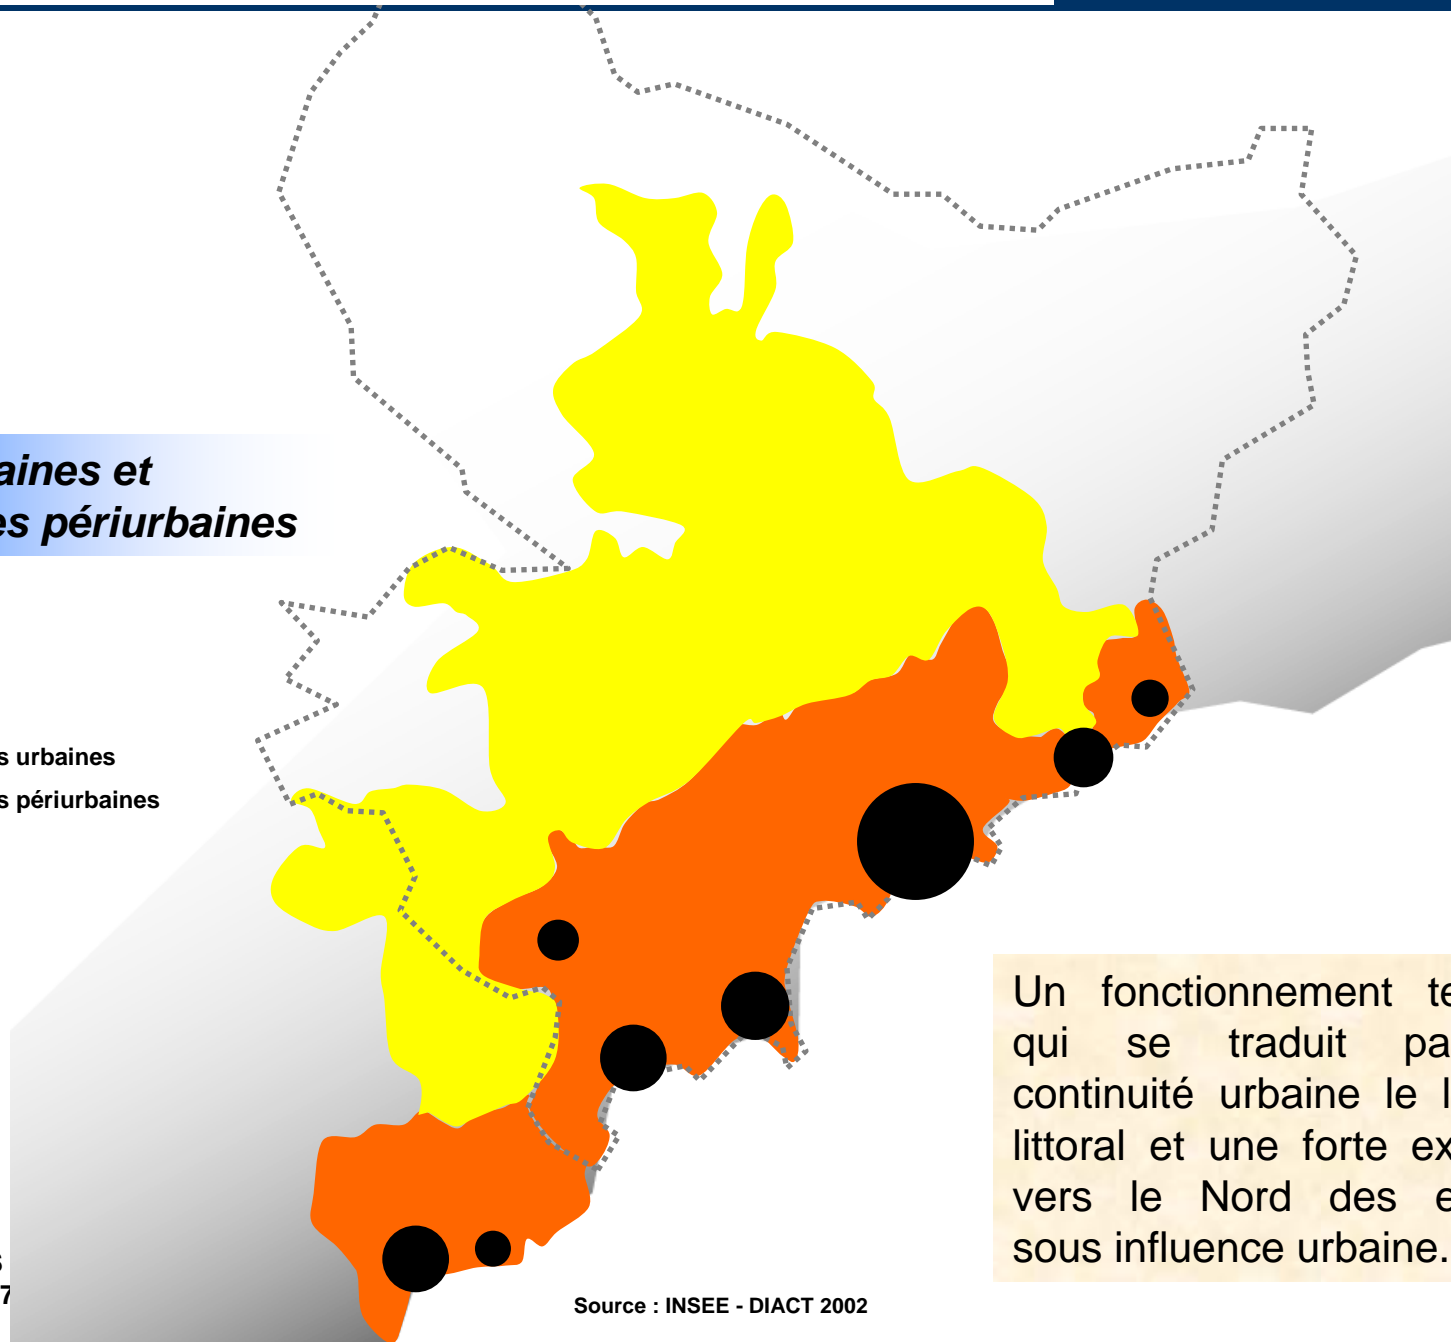 aines et
es périurbaines
s urbaines
s périurbaines
Un fonctionnement te
qui se traduit pa
continuité urbaine le l
littoral et une forte ex
vers le Nord des e
sous influence urbaine.
s
7
Source : INSEE - DIACT 2002